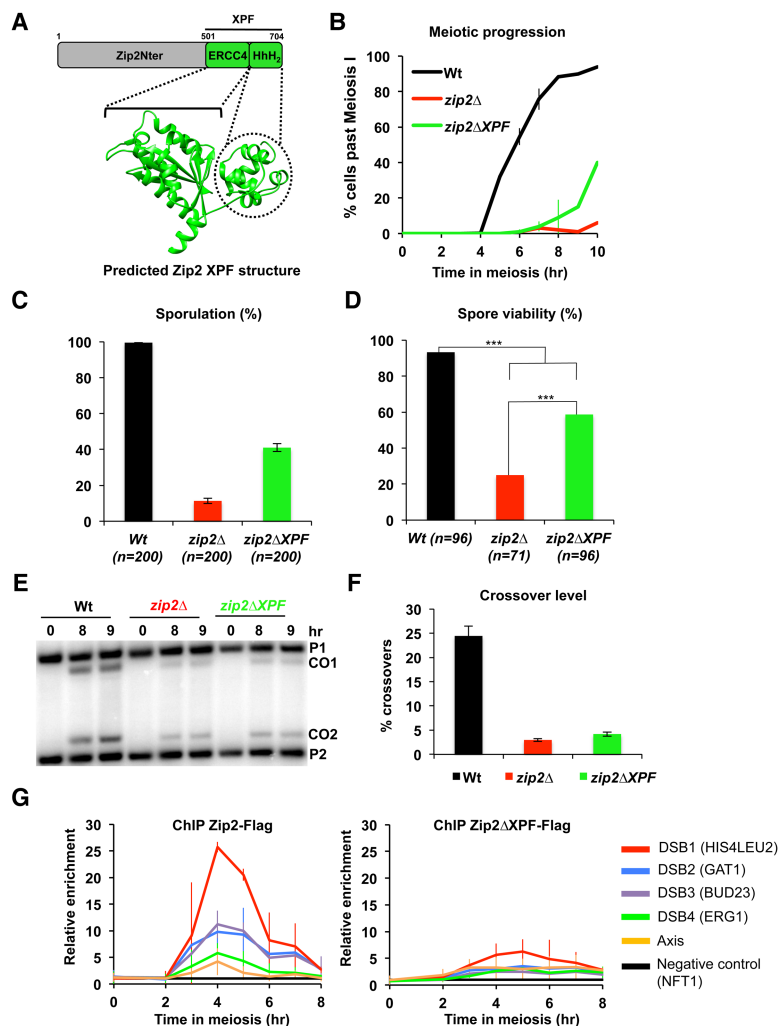 A
XPF
1
501
704
Zip2Nter
ERCC4
HhH2
Predicted Zip2 XPF structure
B
Meiotic progression
% cells past Meiosis I
100
80
60
40
20
0
Wt
zip2Δ
zip2ΔXPF
0 2 4 6 8 10
Time in meiosis (hr)
C
Sporulation (%)
100
80
60
40
20
0
Wt zip2Δ zip2ΔXPF
(n=200) (n=200) (n=200)
D
Spore viability (%)
100
80
60
40
20
0
***
***
Wt (n=96) zip2Δ zip2ΔXPF
(n=71) (n=96)
E
Wt zip2Δ zip2ΔXPF
0 8 9 0 8 9 0 8 9 hr
P1
CO1
CO2
P2
F
Crossover level
% crossovers
30
25
20
15
10
5
0
Wt zip2Δ zip2ΔXPF
G
ChIP Zip2-Flag
Relative enrichment
30
25
20
15
10
5
0
0 2 4 6 8
Time in meiosis (hr)
ChIP Zip2ΔXPF-Flag
Relative enrichment
30
25
20
15
10
5
0
0 2 4 6 8
Time in meiosis (hr)
DSB1 (HIS4LEU2)
DSB2 (GAT1)
DSB3 (BUD23)
DSB4 (ERG1)
Axis
Negative control
(NFT1)